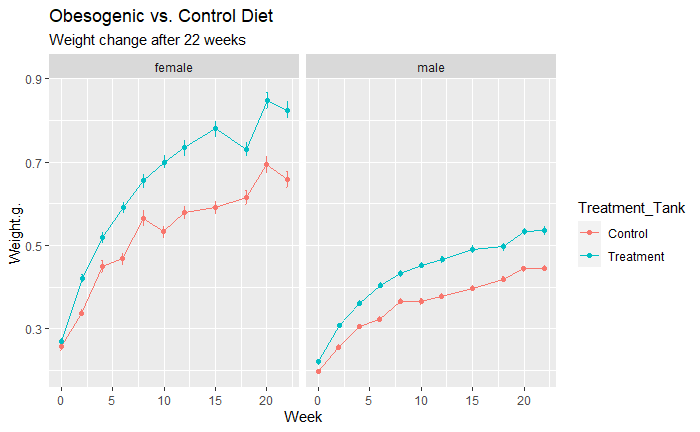 Obesogenic vs. Control Diet
Weight change after 22 weeks
female
male
Weight.g.
0.9
0.7
0.5
0.3
0 5 10 15 20
0 5 10 15 20
Week
Treatment_Tank
Control
Treatment